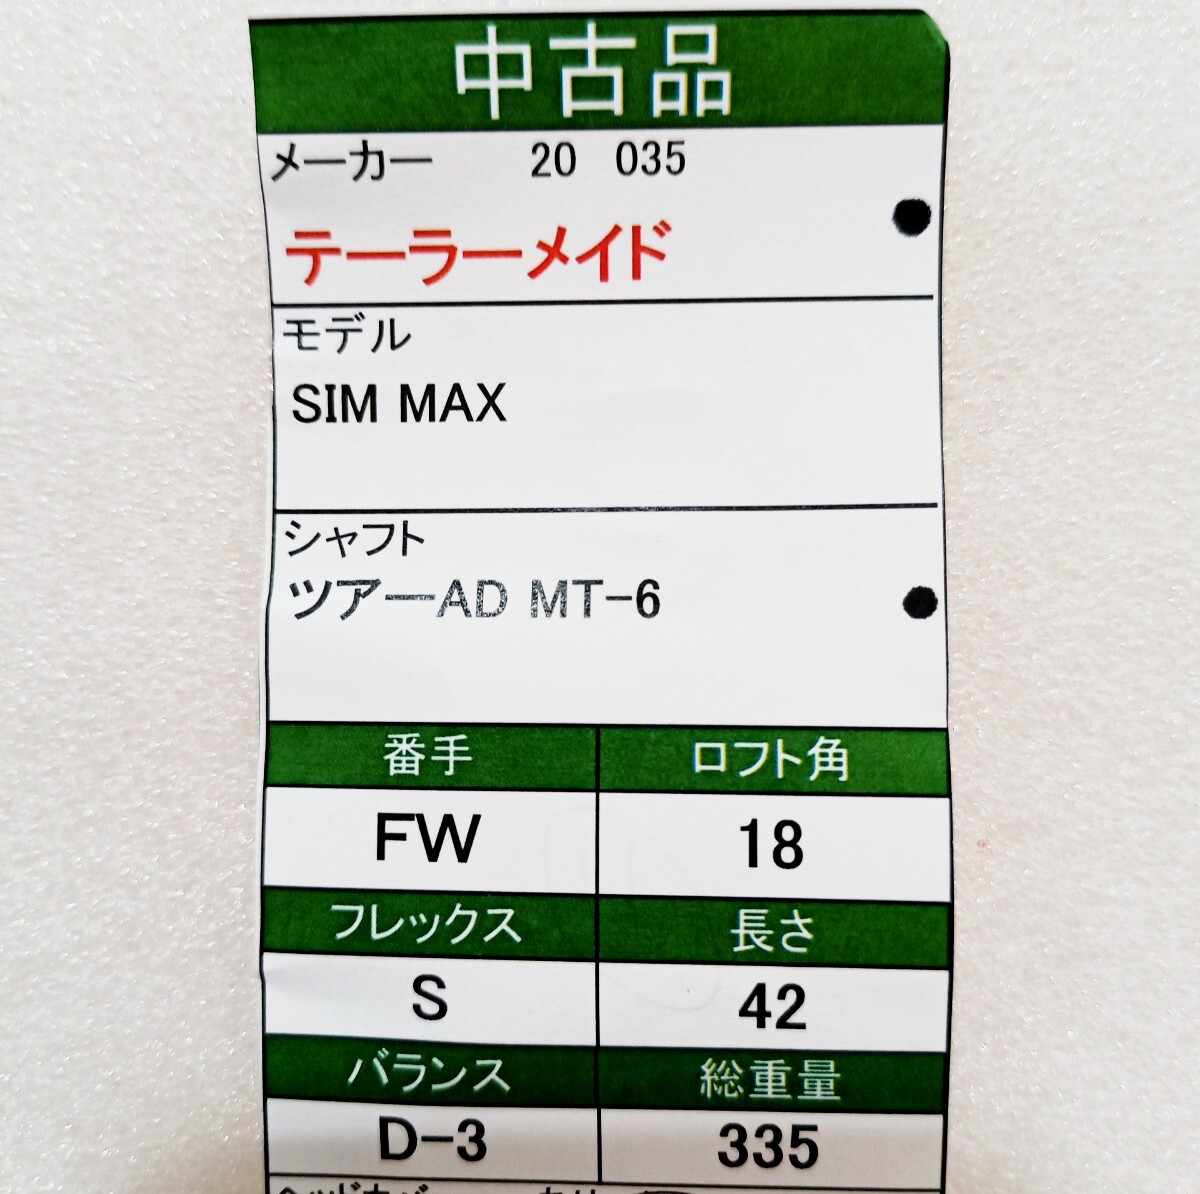 中古品
メーカー 20 035
テーラーメイド
モデル
SIM MAX
シャフト
ツアーAD MT-6
番手 ロフト角
FW 18
フレックス 長さ
S 42
バランス 総重量
D-3 335